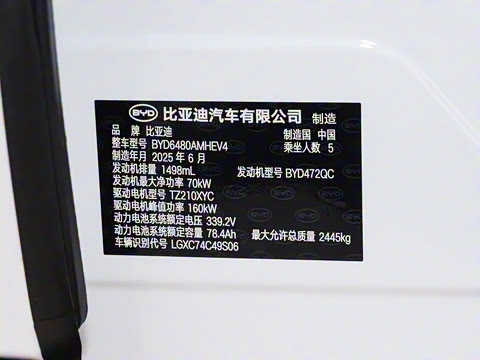 BYD 比亚迪汽车有限公司 制造
品 牌 比亚迪 制造国 中国
整车型号 BYD6480AMHEV4 乘坐人数 5
制造年月 2025 年 6 月
发动机排量 1498mL 发动机型号 BYD472QC
发动机最大净功率 70kW
驱动电机型号 TZ210XYC
驱动电机峰值功率 160kW
动力电池系统额定电压 339.2V
动力电池系统额定容量 78.4Ah 最大允许总质量 2445kg
车辆识别代号 LGXC74C49S06